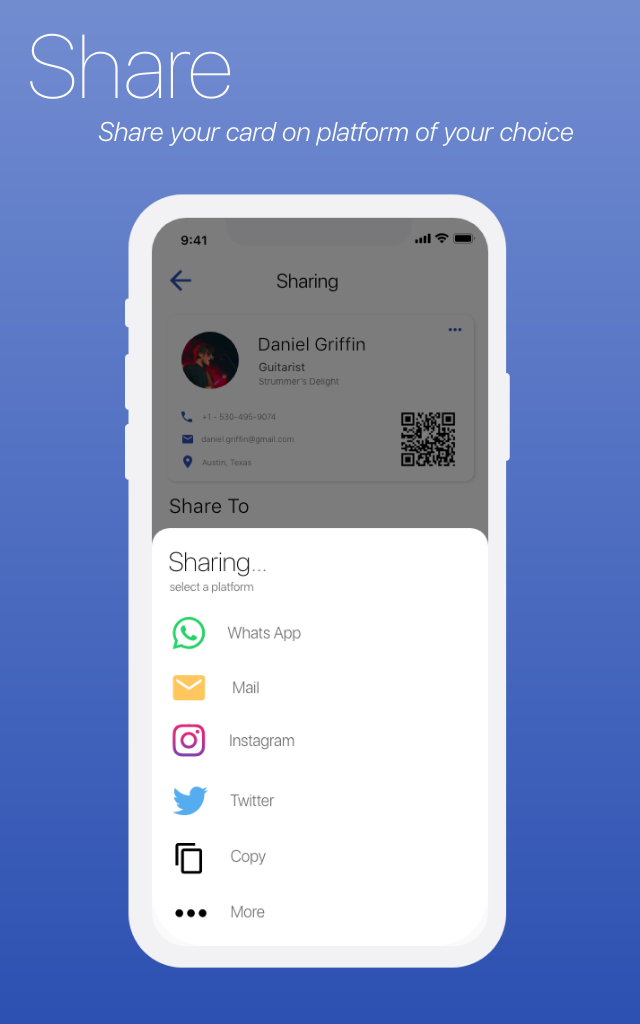 Share
Share your card on platform of your choice
9:41
Sharing
Daniel Griffin
Guitarist
Strummer's Delight
+1 - 530-495-9074
daniel.griffin@gmail.com
Austin, Texas
Share To
Sharing...
select a platform
Whats App
Mail
Instagram
Twitter
Copy
More